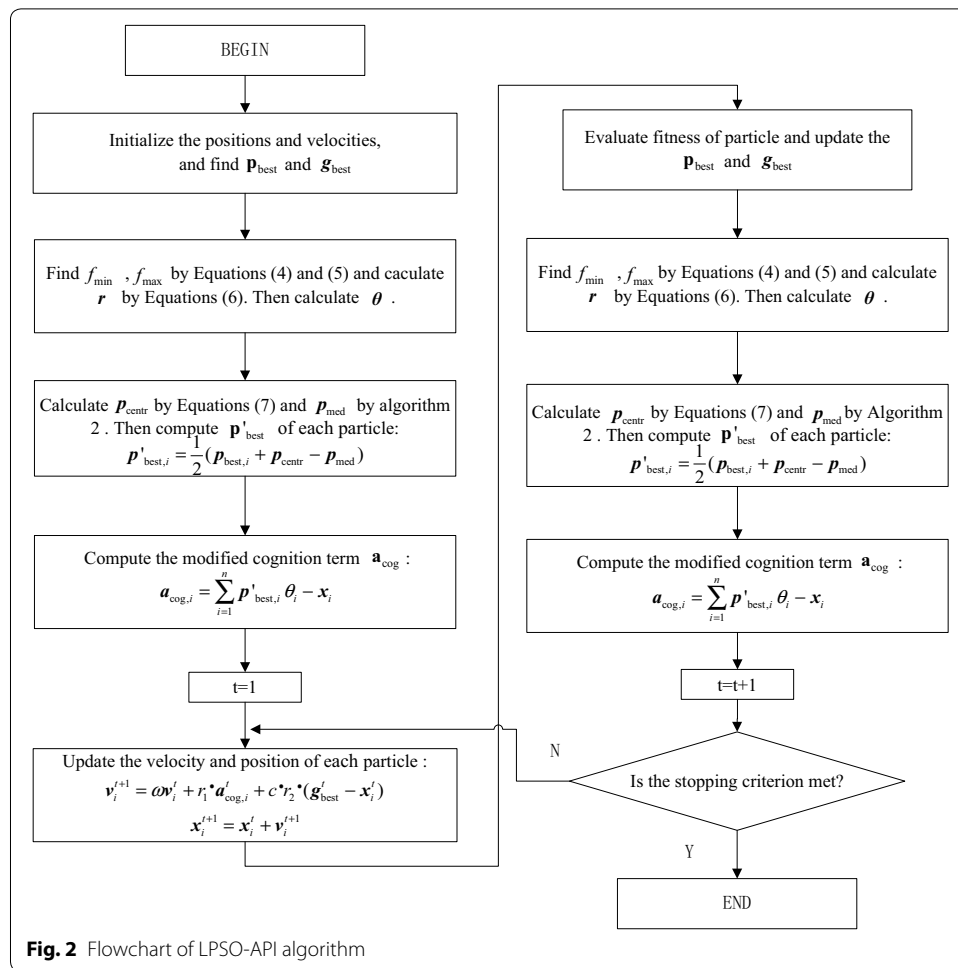 BEGIN
Initialize the positions and velocities,
and find p_best and g_best
Find f_min , f_max by Equations (4) and (5) and caculate
r by Equations (6). Then calculate θ .
Calculate p_centr by Equations (7) and p_med by algorithm
2 . Then compute p'_best of each particle:
p'_best,i = 1/2 (p_best,i + p_centr − p_med)
Compute the modified cognition term a_cog :
a_cog,i = ∑_{i=1}^{n} p'_best,i θ_i − x_i
t=1
Update the velocity and position of each particle :
v_i^{t+1} = ωv_i^t + r_1•a_cog,i^t + c•r_2•(g_best^t − x_i^t)
x_i^{t+1} = x_i^t + v_i^{t+1}
Evaluate fitness of particle and update the
p_best and g_best
Find f_min , f_max by Equations (4) and (5) and calculate
r by Equations (6). Then calculate θ .
Calculate p_centr by Equations (7) and p_med by Algorithm
2 . Then compute p'_best of each particle:
p'_best,i = 1/2 (p_best,i + p_centr − p_med)
Compute the modified cognition term a_cog :
a_cog,i = ∑_{i=1}^{n} p'_best,i θ_i − x_i
t=t+1
N
Is the stopping criterion met?
Y
END
Fig. 2 Flowchart of LPSO-API algorithm